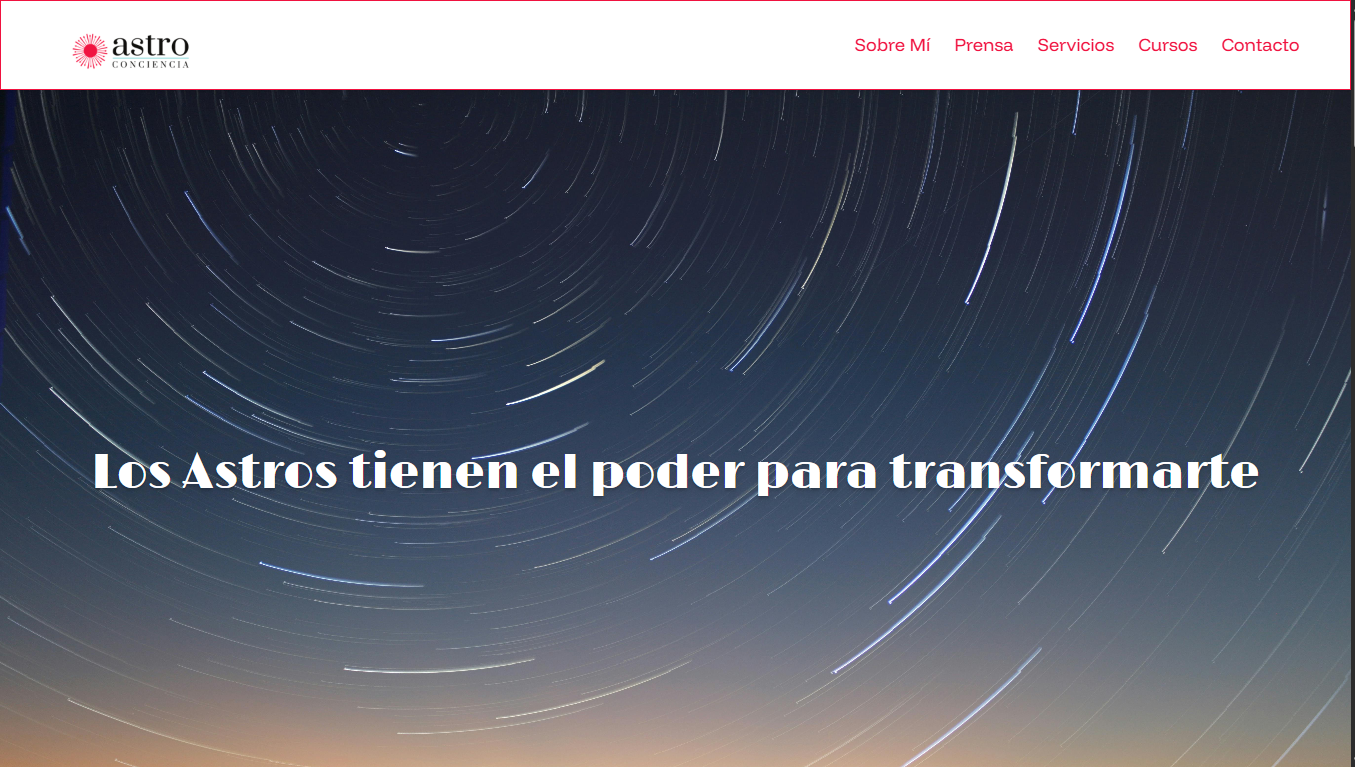 astro
CONCIENCIA
Sobre Mí Prensa Servicios Cursos Contacto
Los Astros tienen el poder para transformarte